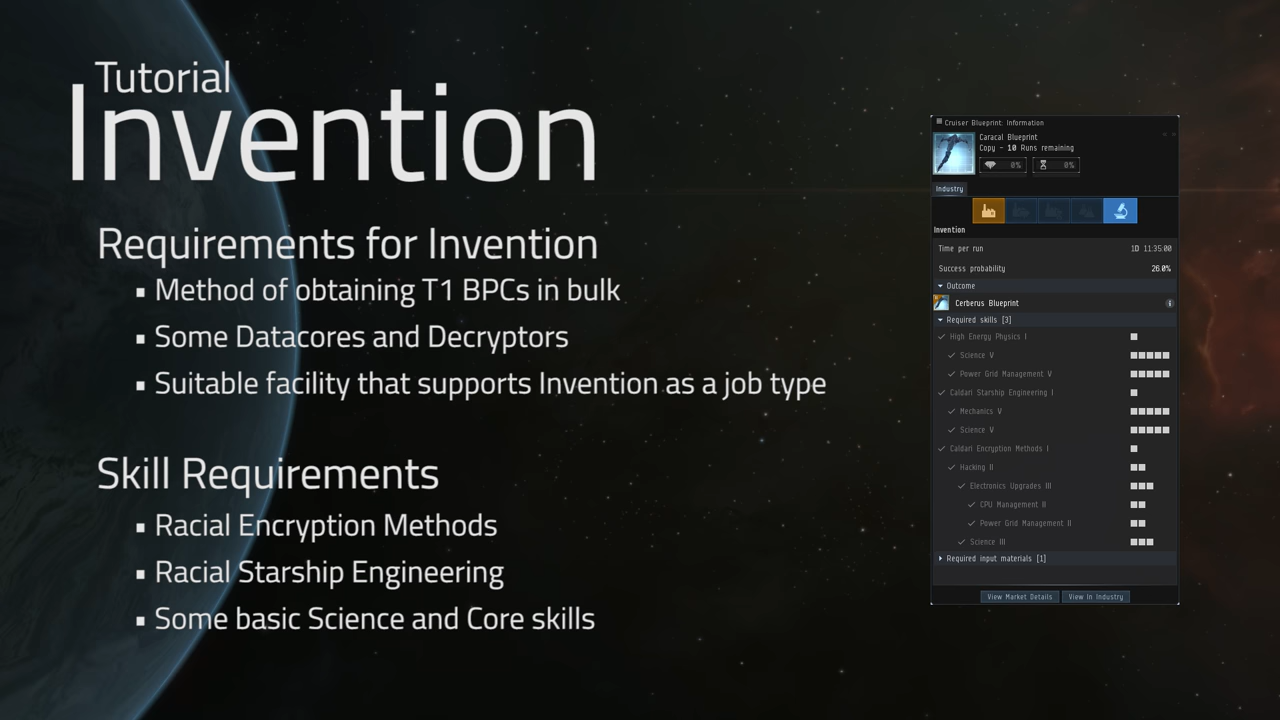 Tutorial
Invention
Requirements for Invention
▪ Method of obtaining T1 BPCs in bulk
▪ Some Datacores and Decryptors
▪ Suitable facility that supports Invention as a job type
Skill Requirements
▪ Racial Encryption Methods
▪ Racial Starship Engineering
▪ Some basic Science and Core skills
Cruiser Blueprint: Information
Caracal Blueprint
Copy - 10 Runs remaining
0% 0%
Industry
Invention
Time per run 1D 11:35:00
Success probability 26.0%
Outcome
Cerberus Blueprint
Required skills [3]
High Energy Physics I
Science V
Power Grid Management V
Caldari Starship Engineering I
Mechanics V
Science V
Caldari Encryption Methods I
Hacking II
Electronics Upgrades III
CPU Management II
Power Grid Management II
Science III
Required input materials [1]
View Market Details View In Industry